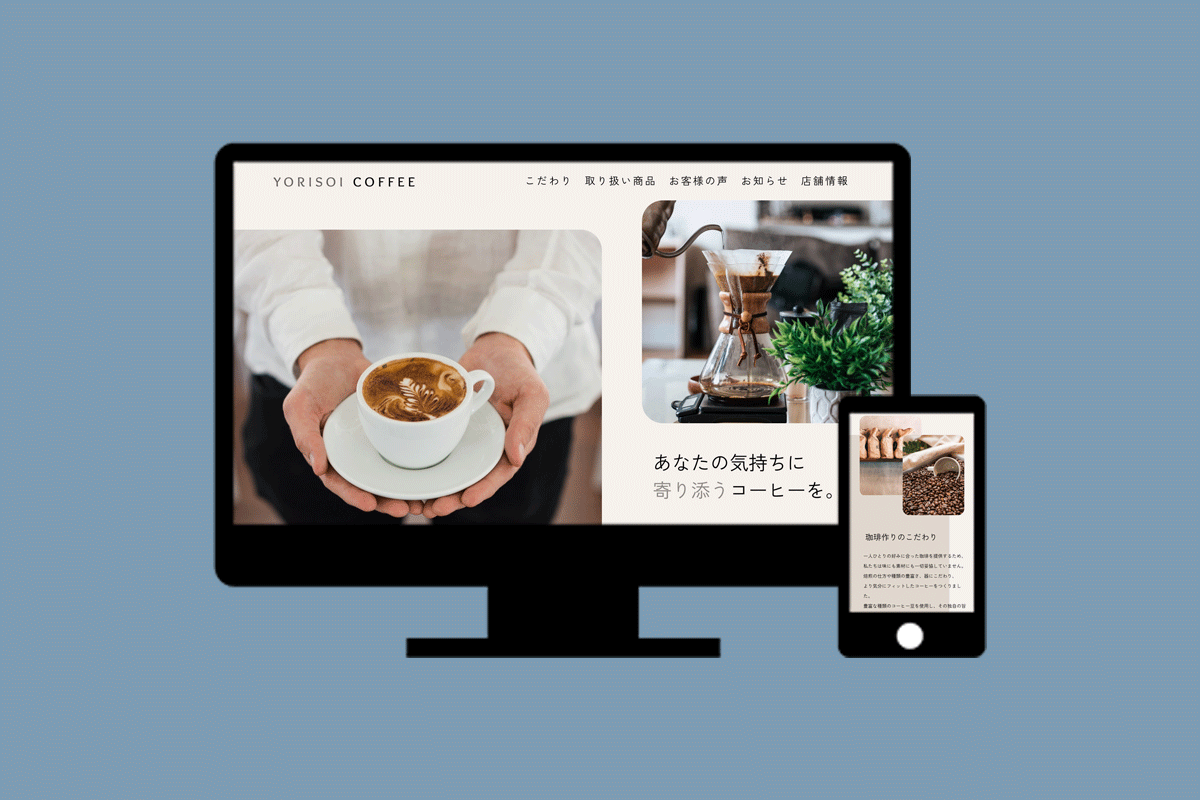 YORISOI COFFEE
こだわり 取り扱い商品 お客様の声 お知らせ 店舗情報
あなたの気持ちに
寄り添うコーヒーを。
珈琲作りのこだわり
一人ひとりの好みに合った珈琲を提供するため、
私たちは味にも素材にも一切妥協していません。
焙煎の仕方や種類の豊富さ、器にこだわり、
より気分にフィットしたコーヒーをつくりまし
た。
豊富な種類のコーヒー豆を使用し、その独自の旨